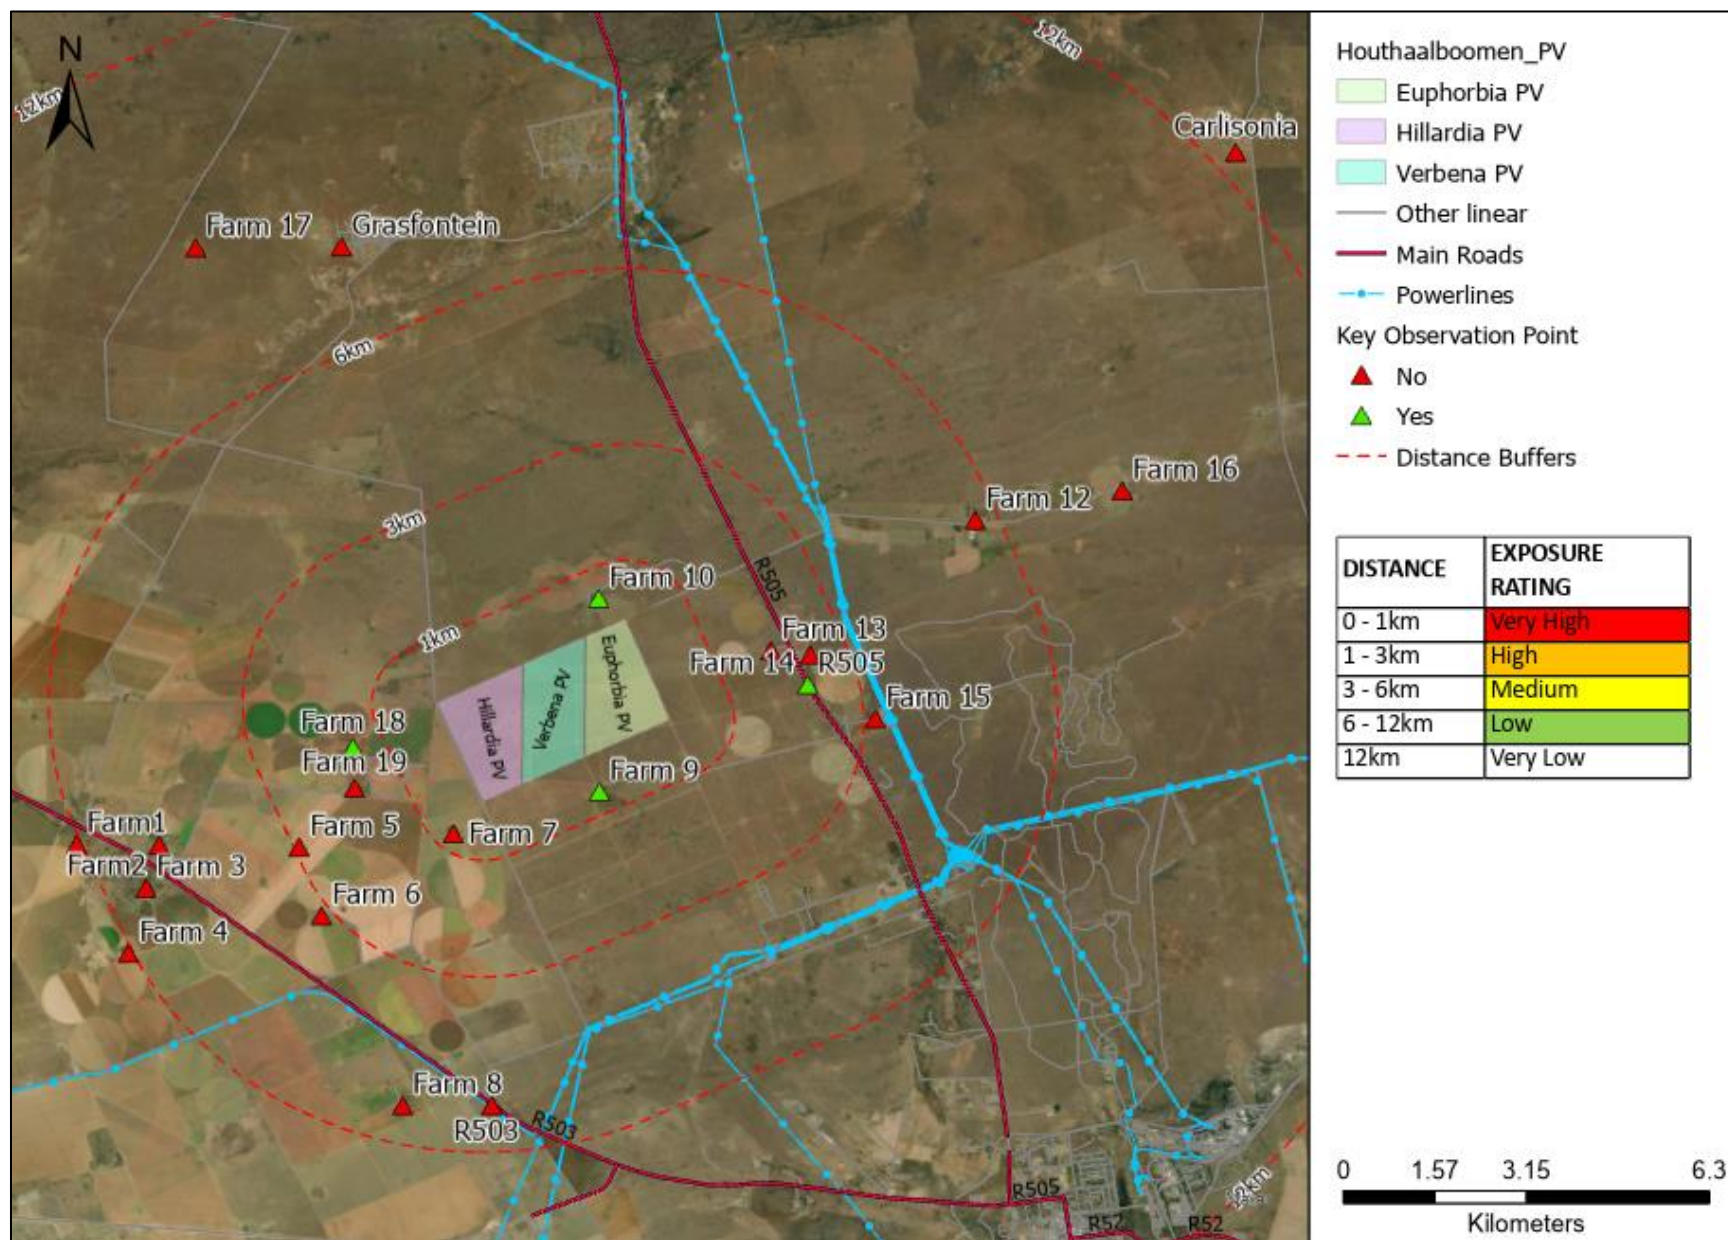 N
12km
12km
Carlisonia
Farm 17
Grasfontein
6km
3km
Farm 16
Farm 12
R505
Farm 10
1km
Farm 13
Farm 14
R505
Euphorbia PV
Verbena PV
Hillardia PV
Farm 15
Farm 18
Farm 19
Farm 9
Farm1
Farm 5
Farm 7
Farm2
Farm 3
Farm 6
Farm 4
Farm 8
R503
R503
12km
R505
R52
R52
Houthaalboomen_PV
Euphorbia PV
Hillardia PV
Verbena PV
Other linear
Main Roads
Powerlines
Key Observation Point
No
Yes
Distance Buffers
DISTANCE EXPOSURE RATING
0 - 1km Very High
1 - 3km High
3 - 6km Medium
6 - 12km Low
12km Very Low
0 1.57 3.15 6.3
Kilometers